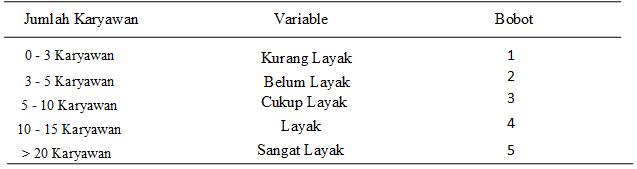 Jumlah Karyawan Variable Bobot
0 - 3 Karyawan Kurang Layak 1
3 - 5 Karyawan Belum Layak 2
5 - 10 Karyawan Cukup Layak 3
10 - 15 Karyawan Layak 4
> 20 Karyawan Sangat Layak 5